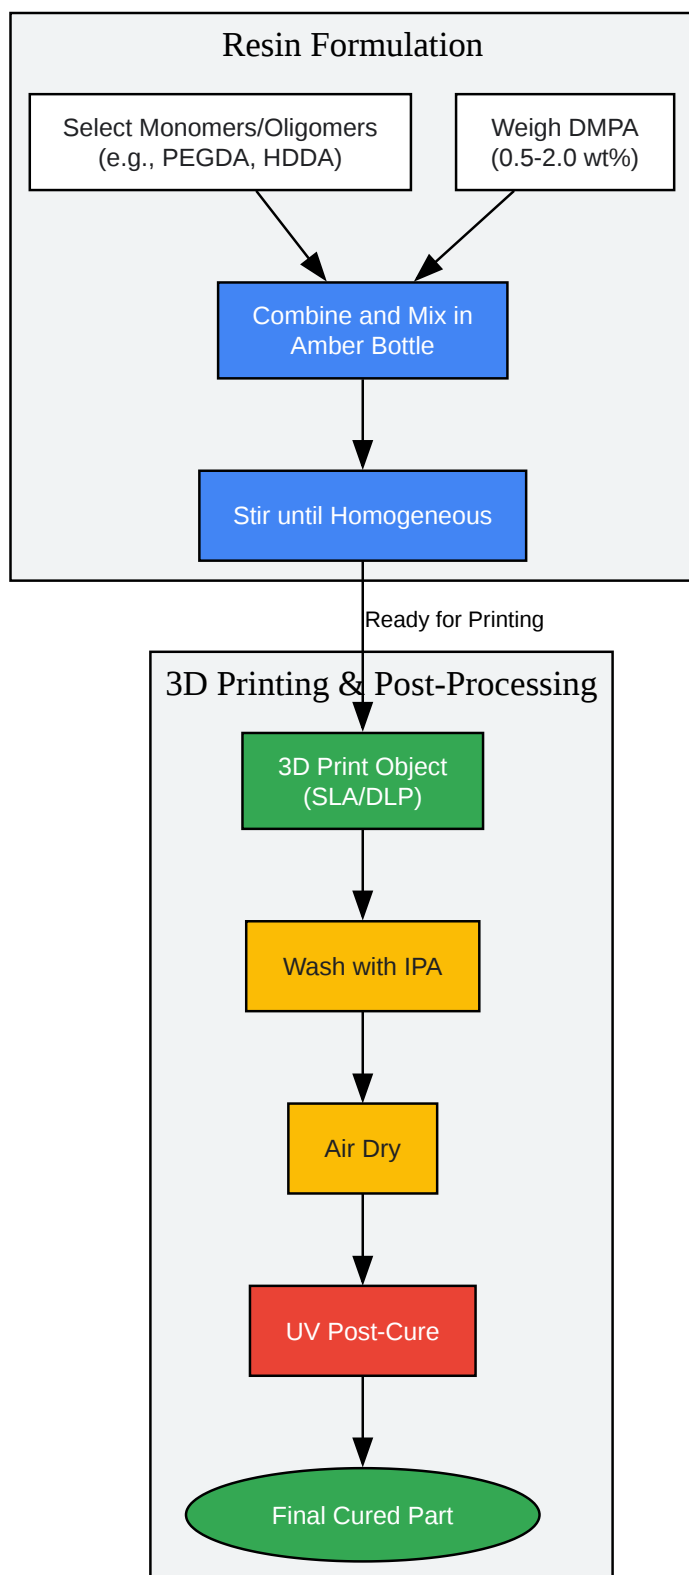 Resin Formulation
Select Monomers/Oligomers
(e.g., PEGDA, HDDA)
Weigh DMPA
(0.5-2.0 wt%)
Combine and Mix in
Amber Bottle
Stir until Homogeneous
Ready for Printing
3D Printing & Post-Processing
3D Print Object
(SLA/DLP)
Wash with IPA
Air Dry
UV Post-Cure
Final Cured Part